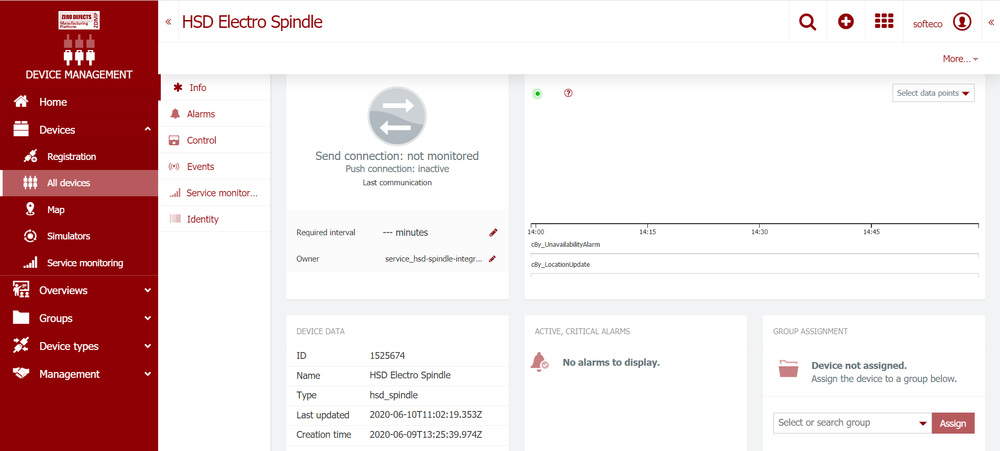 ZERO DEFECTS
Manufacturing
Platform
ZDMP
DEVICE MANAGEMENT
Home
Devices
Registration
All devices
Map
Simulators
Service monitoring
Overviews
Groups
Device types
Management
« HSD Electro Spindle
softeco «
More...
Info
Alarms
Control
Events
Service monitor...
Identity
Send connection: not monitored
Push connection: inactive
Last communication
Required interval --- minutes
Owner service_hsd-spindle-integr...
? Select data points
14:00 14:15 14:30 14:45
c8y_UnavailabilityAlarm
c8y_LocationUpdate
DEVICE DATA
ID 1525674
Name HSD Electro Spindle
Type hsd_spindle
Last updated 2020-06-10T11:02:19.353Z
Creation time 2020-06-09T13:25:39.974Z
ACTIVE, CRITICAL ALARMS
No alarms to display.
GROUP ASSIGNMENT
Device not assigned.
Assign the device to a group below.
Select or search group Assign